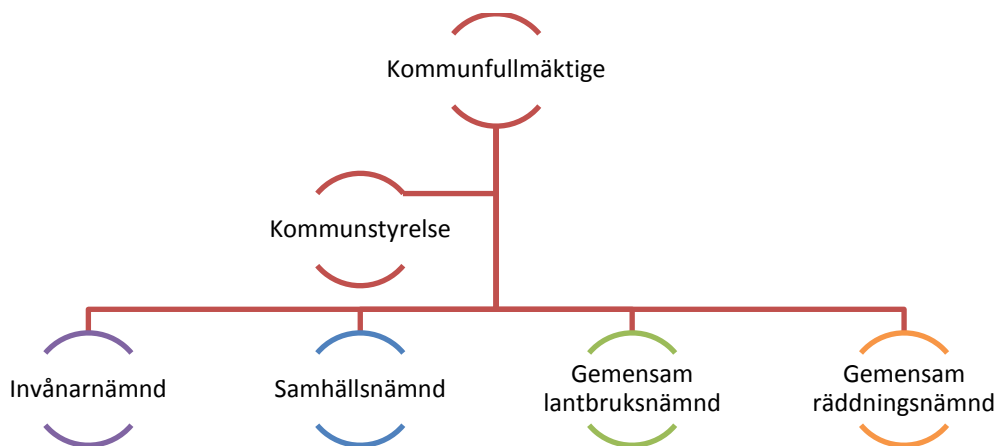 Kommunfullmäktige
Kommunstyrelse
Invånarnämnd
Samhällsnämnd
Gemensam
lantbruksnämnd
Gemensam
räddningsnämnd